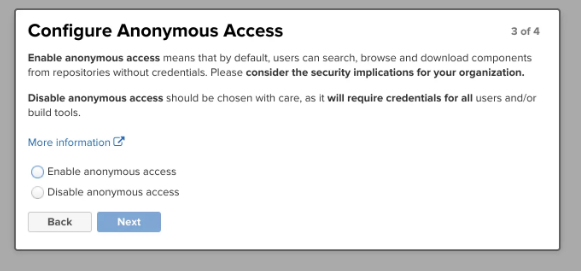 Configure Anonymous Access
3 of 4
Enable anonymous access means that by default, users can search, browse and download components
from repositories without credentials. Please consider the security implications for your organization.
Disable anonymous access should be chosen with care, as it will require credentials for all users and/or
build tools.
More information
Enable anonymous access
Disable anonymous access
Back
Next